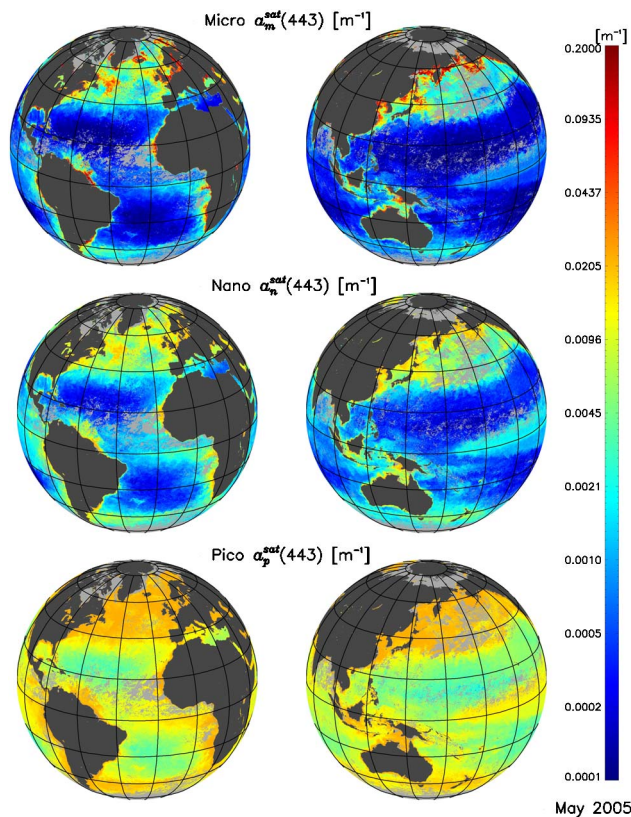 Micro a_m^sat(443) [m⁻¹]
[m⁻¹]
0.2000
0.0935
0.0437
0.0205
0.0096
0.0045
0.0021
0.0010
0.0005
0.0002
0.0001
Nano a_n^sat(443) [m⁻¹]
Pico a_p^sat(443) [m⁻¹]
May 2005